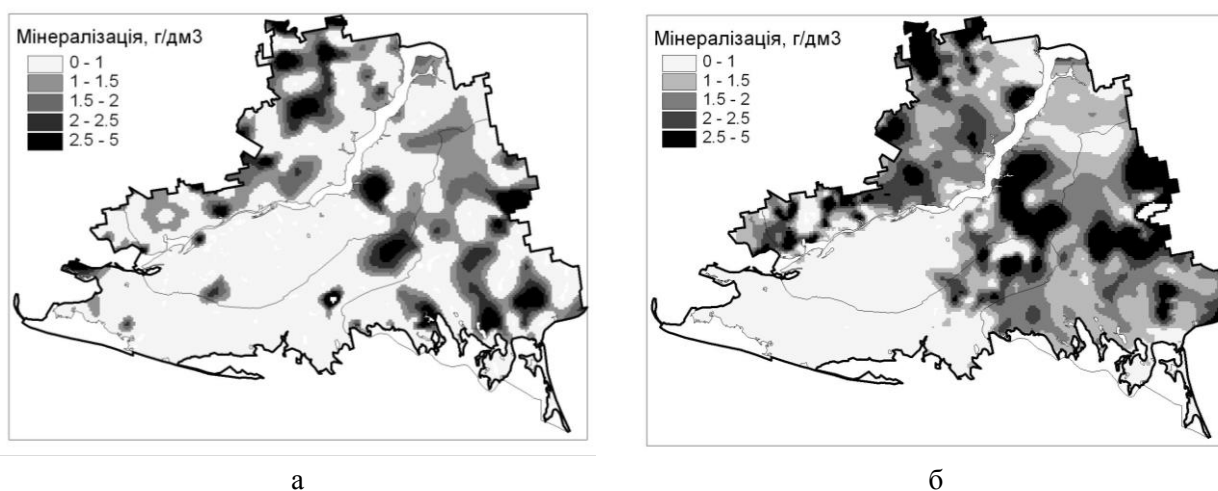 Мінералізація, г/дм3
0 - 1
1 - 1.5
1.5 - 2
2 - 2.5
2.5 - 5
Мінералізація, г/дм3
0 - 1
1 - 1.5
1.5 - 2
2 - 2.5
2.5 - 5
а
б